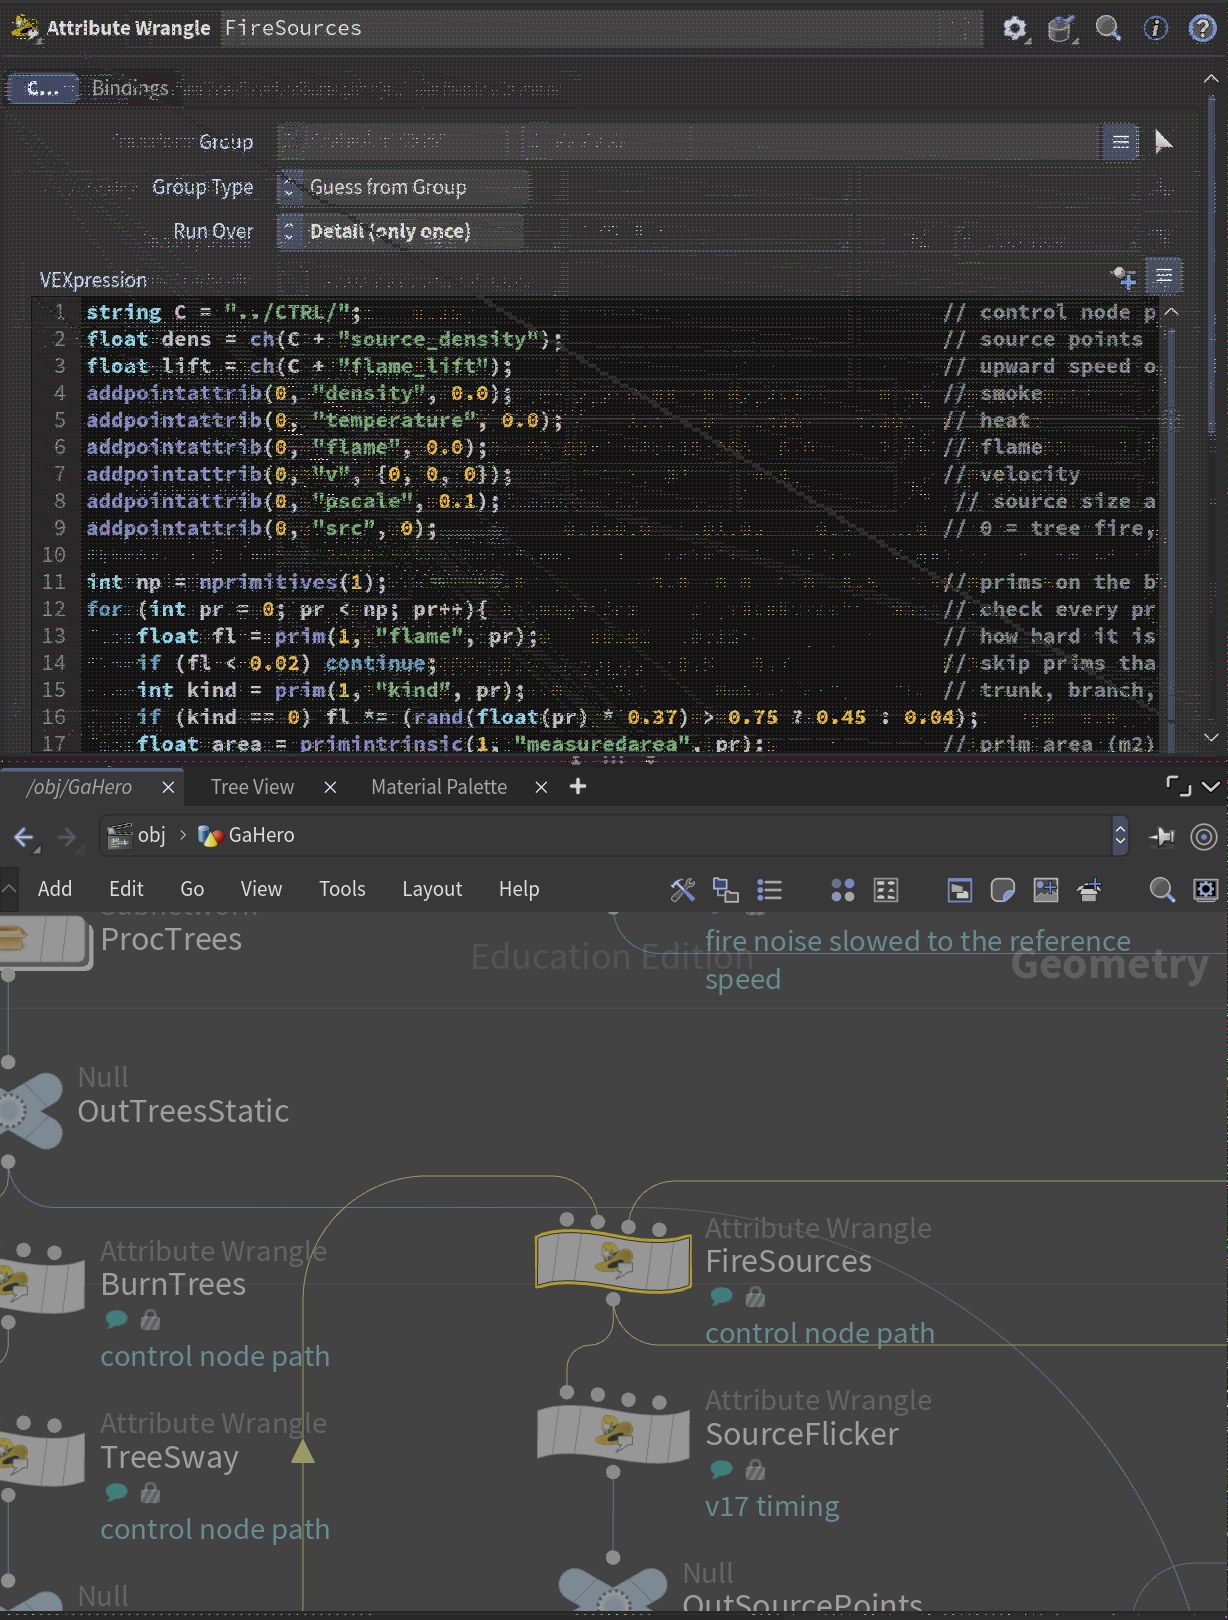 Attribute Wrangle FireSources
C... Bindings
Group
Group Type Guess from Group
Run Over Detail (only once)
VEXpression
1 string C = "../CTRL/"; // control node p
2 float dens = ch(C + "source_density"); // source points
3 float lift = ch(C + "flame_lift"); // upward speed o
4 addpointattrib(0, "density", 0.0); // smoke
5 addpointattrib(0, "temperature", 0.0); // heat
6 addpointattrib(0, "flame", 0.0); // flame
7 addpointattrib(0, "v", {0, 0, 0}); // velocity
8 addpointattrib(0, "pscale", 0.1); // source size a
9 addpointattrib(0, "src", 0); // 0 = tree fire,
10
11 int np = nprimitives(1); // prims on the b
12 for (int pr = 0; pr < np; pr++){ // check every pr
13 float fl = prim(1, "flame", pr); // how hard it is
14 if (fl < 0.02) continue; // skip prims tha
15 int kind = prim(1, "kind", pr); // trunk, branch,
16 if (kind == 0) fl *= (rand(float(pr) * 0.37) > 0.75 ? 0.45 : 0.04);
17 float area = primintrinsic(1, "measuredarea", pr); // prim area (m2)
/obj/GaHero × Tree View × Material Palette × +
obj > GaHero
Add Edit Go View Tools Layout Help
Subnetwork
ProcTrees
Education Edition
fire noise slowed to the reference
speed
Geometry
Null
OutTreesStatic
Attribute Wrangle
FireSources
control node path
Attribute Wrangle
BurnTrees
control node path
Attribute Wrangle
SourceFlicker
v17 timing
Attribute Wrangle
TreeSway
control node path
Null
OutSourcePoints
Null